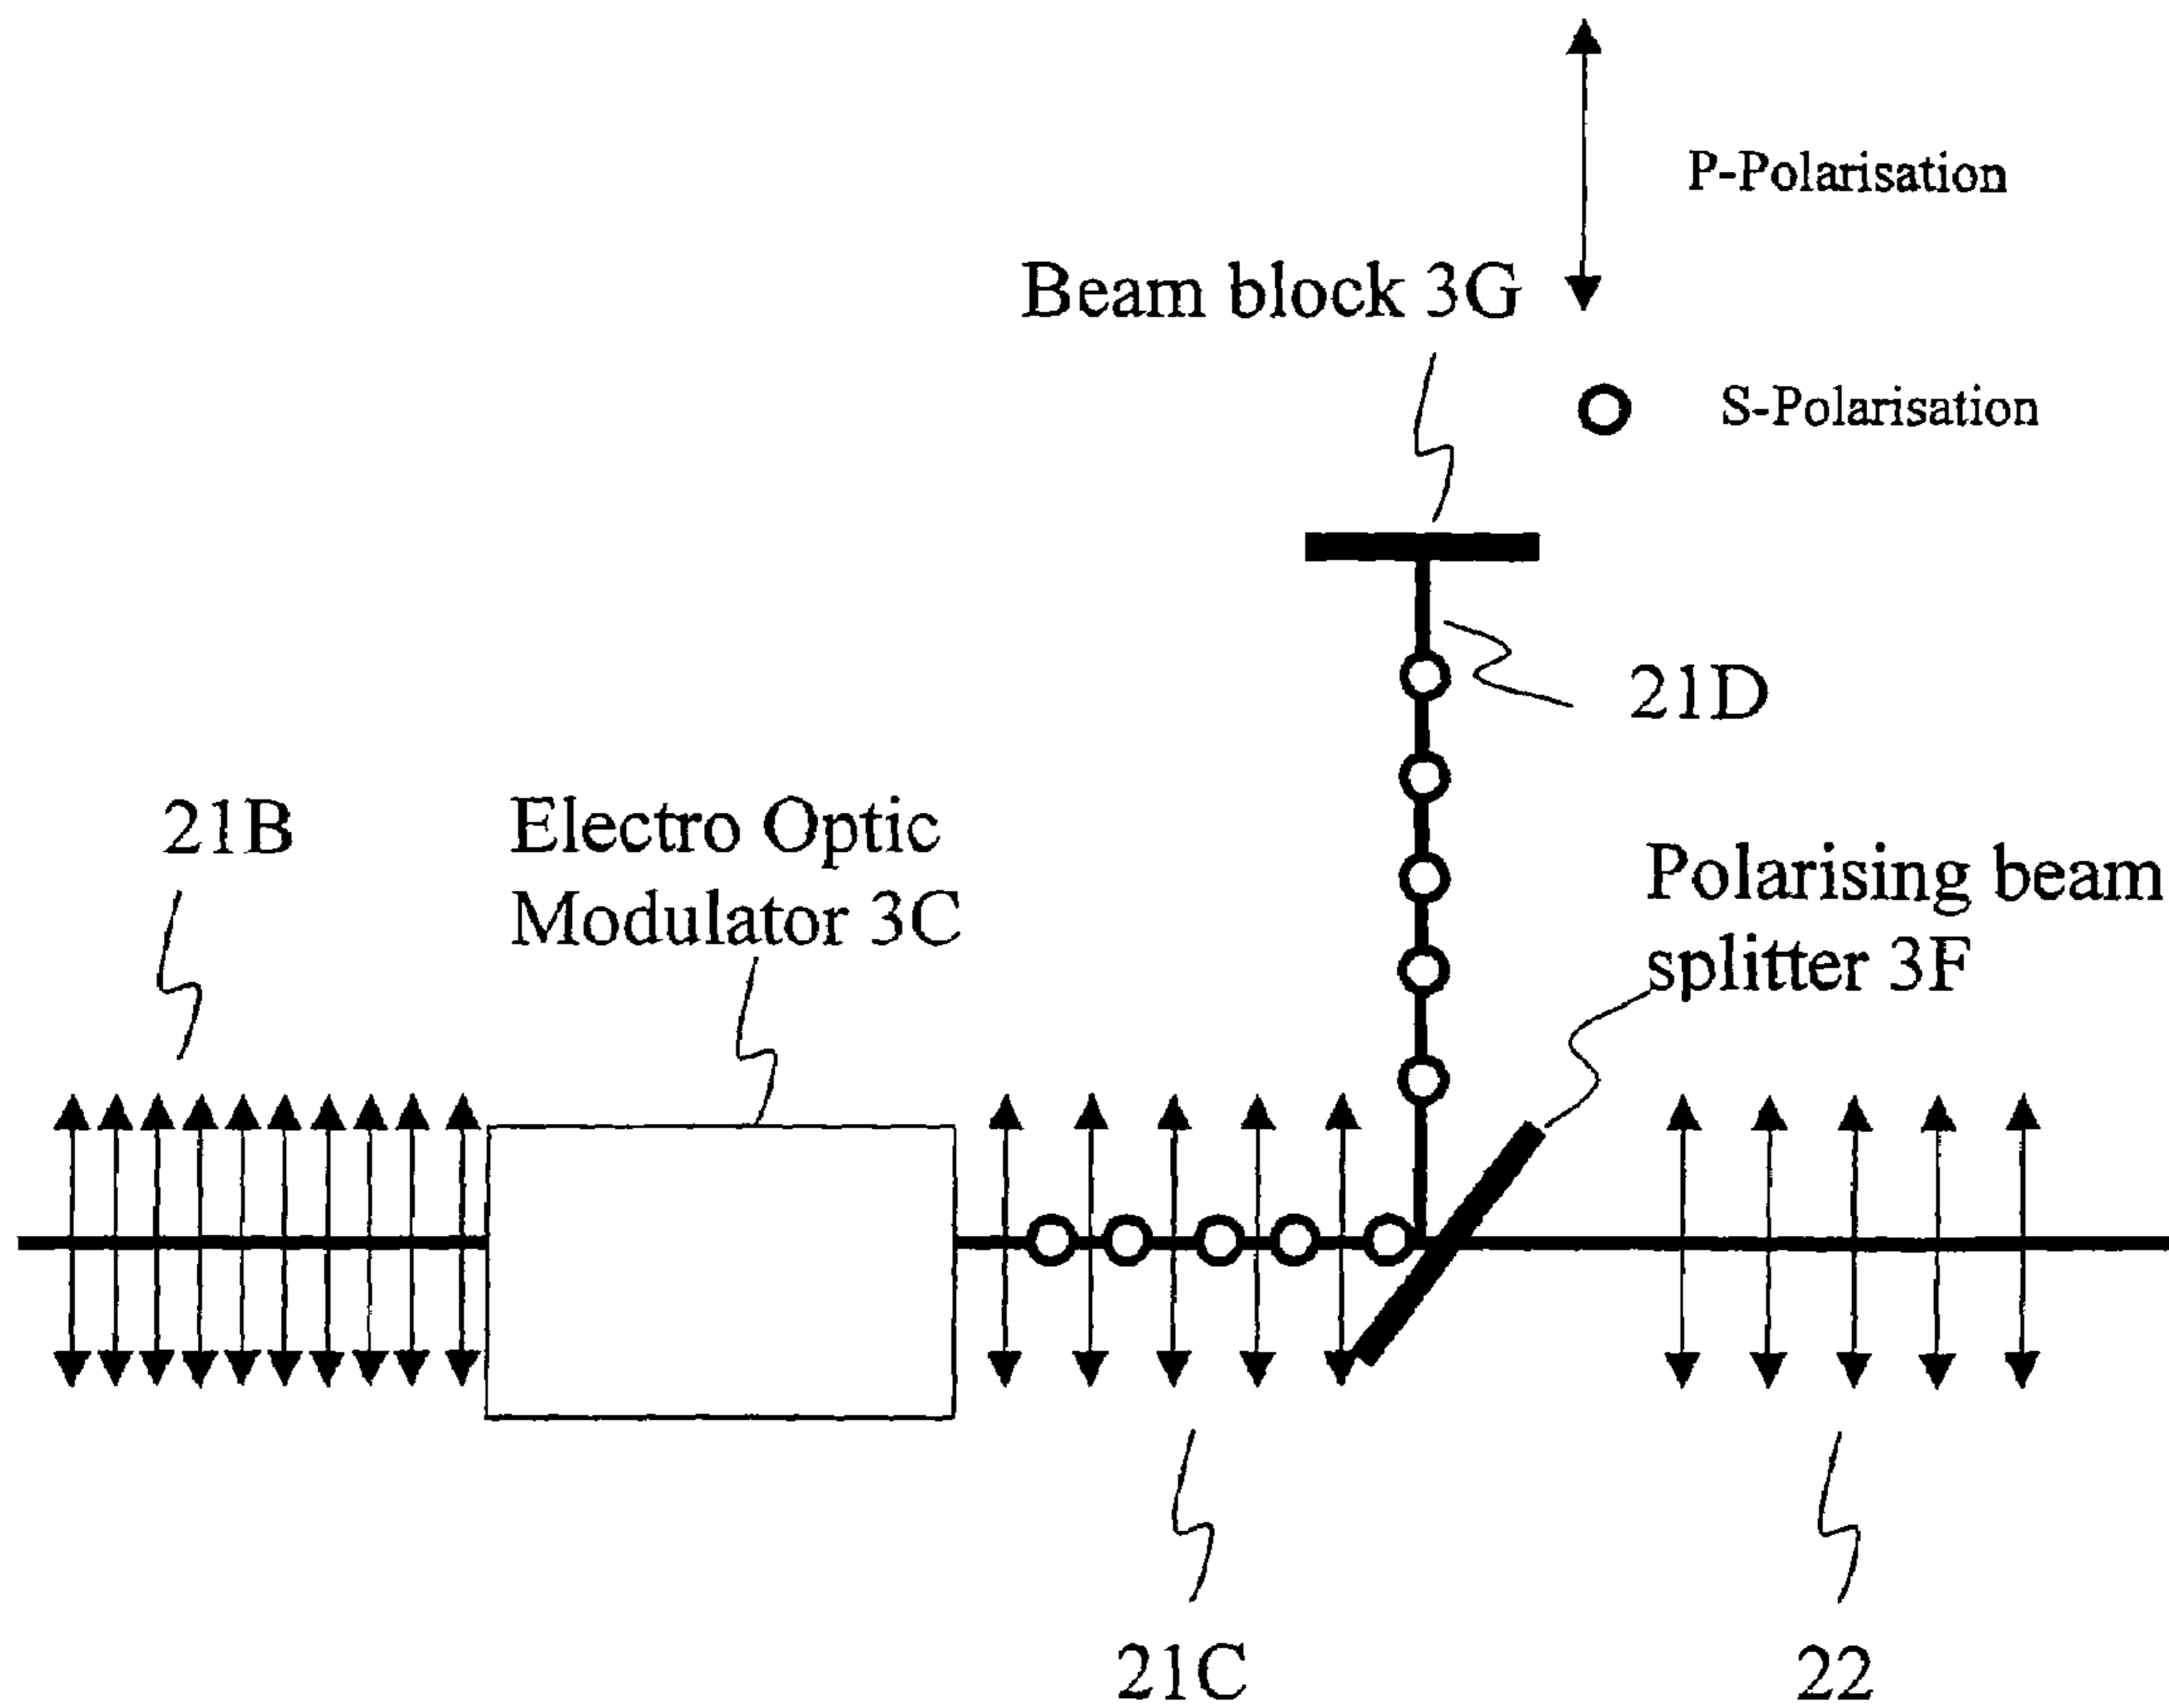 P-Polarisation
Beam block 3G
S-Polarisation
21D
21B
Electro Optic
Modulator 3C
Polarising beam
splitter 3F
21C
22